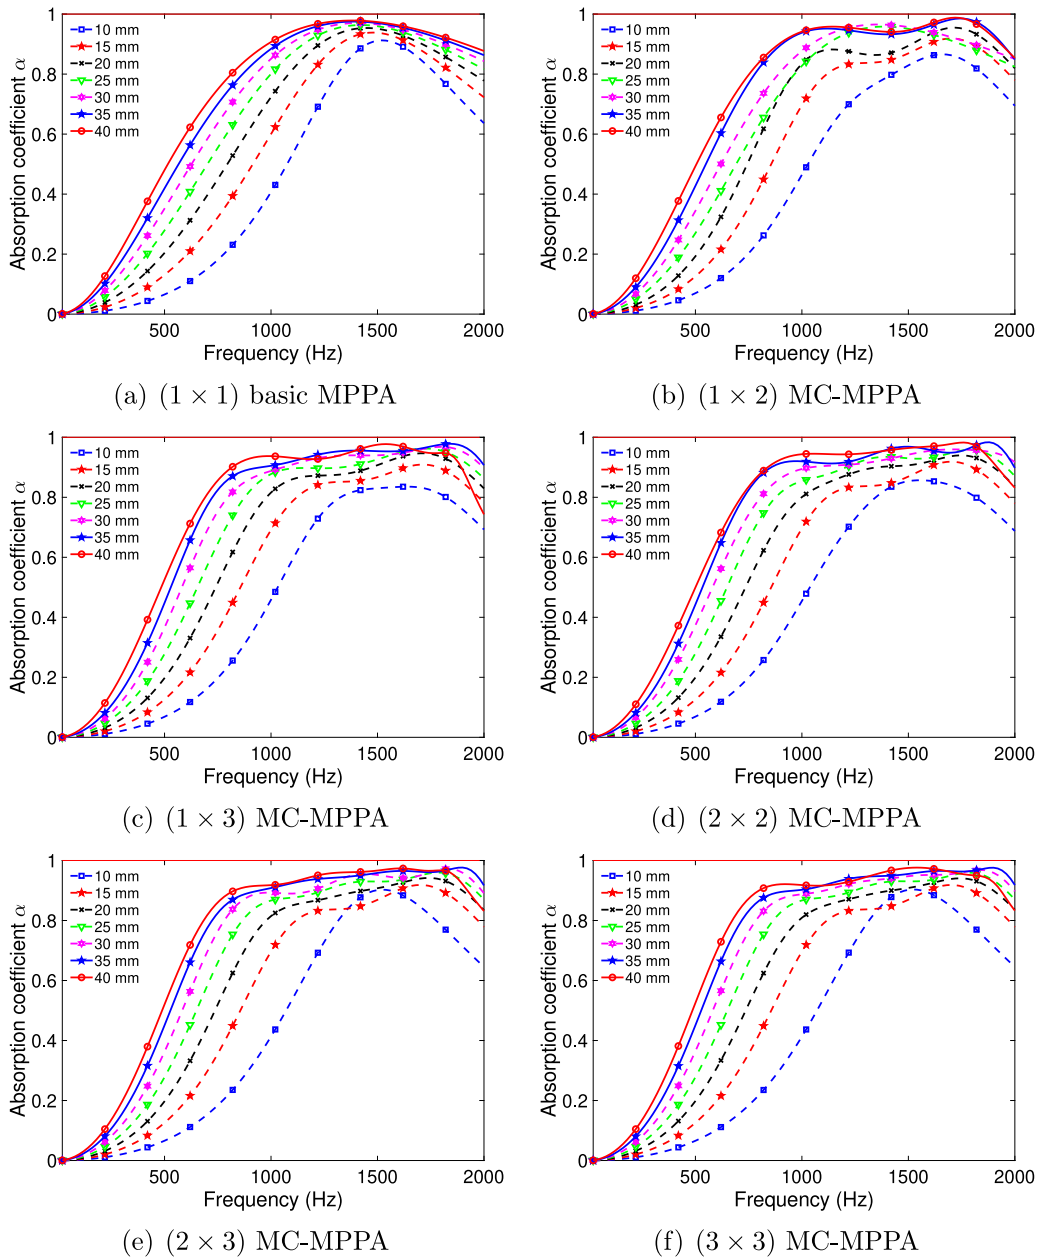 Absorption coefficient α
1
0.8
0.6
0.4
0.2
0
10 mm
15 mm
20 mm
25 mm
30 mm
35 mm
40 mm
500
1000
1500
2000
Frequency (Hz)
(a) (1 × 1) basic MPPA
Absorption coefficient α
1
0.8
0.6
0.4
0.2
0
10 mm
15 mm
20 mm
25 mm
30 mm
35 mm
40 mm
500
1000
1500
2000
Frequency (Hz)
(b) (1 × 2) MC-MPPA
Absorption coefficient α
1
0.8
0.6
0.4
0.2
0
10 mm
15 mm
20 mm
25 mm
30 mm
35 mm
40 mm
500
1000
1500
2000
Frequency (Hz)
(c) (1 × 3) MC-MPPA
Absorption coefficient α
1
0.8
0.6
0.4
0.2
0
10 mm
15 mm
20 mm
25 mm
30 mm
35 mm
40 mm
500
1000
1500
2000
Frequency (Hz)
(d) (2 × 2) MC-MPPA
Absorption coefficient α
1
0.8
0.6
0.4
0.2
0
10 mm
15 mm
20 mm
25 mm
30 mm
35 mm
40 mm
500
1000
1500
2000
Frequency (Hz)
(e) (2 × 3) MC-MPPA
Absorption coefficient α
1
0.8
0.6
0.4
0.2
0
10 mm
15 mm
20 mm
25 mm
30 mm
35 mm
40 mm
500
1000
1500
2000
Frequency (Hz)
(f) (3 × 3) MC-MPPA